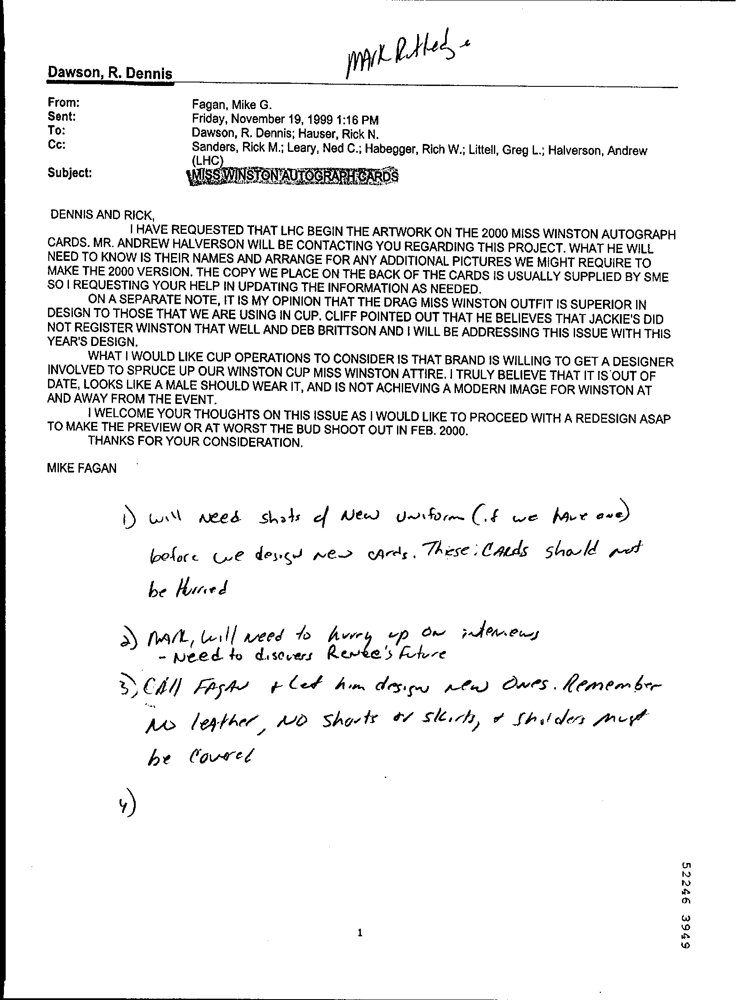 MARK Rutledge
Dawson, R. Dennis
From: Fagan, Mike G.
Sent: Friday, November 19, 1999 1:16 PM
To: Dawson, R. Dennis; Hauser, Rick N.
Cc: Sanders, Rick M.; Leary, Ned C.; Habegger, Rich W.; Littell, Greg L.; Halverson, Andrew
(LHC)
Subject: MISS WINSTON AUTOGRAPH CARDS
DENNIS AND RICK,
I HAVE REQUESTED THAT LHC BEGIN THE ARTWORK ON THE 2000 MISS WINSTON AUTOGRAPH
CARDS. MR. ANDREW HALVERSON WILL BE CONTACTING YOU REGARDING THIS PROJECT. WHAT HE WILL
NEED TO KNOW IS THEIR NAMES AND ARRANGE FOR ANY ADDITIONAL PICTURES WE MIGHT REQUIRE TO
MAKE THE 2000 VERSION. THE COPY WE PLACE ON THE BACK OF THE CARDS IS USUALLY SUPPLIED BY SME
SO I REQUESTING YOUR HELP IN UPDATING THE INFORMATION AS NEEDED.
ON A SEPARATE NOTE, IT IS MY OPINION THAT THE DRAG MISS WINSTON OUTFIT IS SUPERIOR IN
DESIGN TO THOSE THAT WE ARE USING IN CUP. CLIFF POINTED OUT THAT HE BELIEVES THAT JACKIE'S DID
NOT REGISTER WINSTON THAT WELL AND DEB BRITTSON AND I WILL BE ADDRESSING THIS ISSUE WITH THIS
YEAR'S DESIGN.
WHAT I WOULD LIKE CUP OPERATIONS TO CONSIDER IS THAT BRAND IS WILLING TO GET A DESIGNER
INVOLVED TO SPRUCE UP OUR WINSTON CUP MISS WINSTON ATTIRE. I TRULY BELIEVE THAT IT IS OUT OF
DATE, LOOKS LIKE A MALE SHOULD WEAR IT, AND IS NOT ACHIEVING A MODERN IMAGE FOR WINSTON AT
AND AWAY FROM THE EVENT.
I WELCOME YOUR THOUGHTS ON THIS ISSUE AS I WOULD LIKE TO PROCEED WITH A REDESIGN ASAP
TO MAKE THE PREVIEW OR AT WORST THE BUD SHOOT OUT IN FEB. 2000.
THANKS FOR YOUR CONSIDERATION.
MIKE FAGAN
1) will need shots of New Uniform (if we have one)
before we design new cards. These cards should not
be Hurried
2) MARK, will need to hurry up on interviews
- Need to discvers Renee's Future
3) CAll FAgAN + Let him design new Ones. Remember
No leather, NO shorts or skirts, & sholders must
be Covered
4)
1
52246 3949